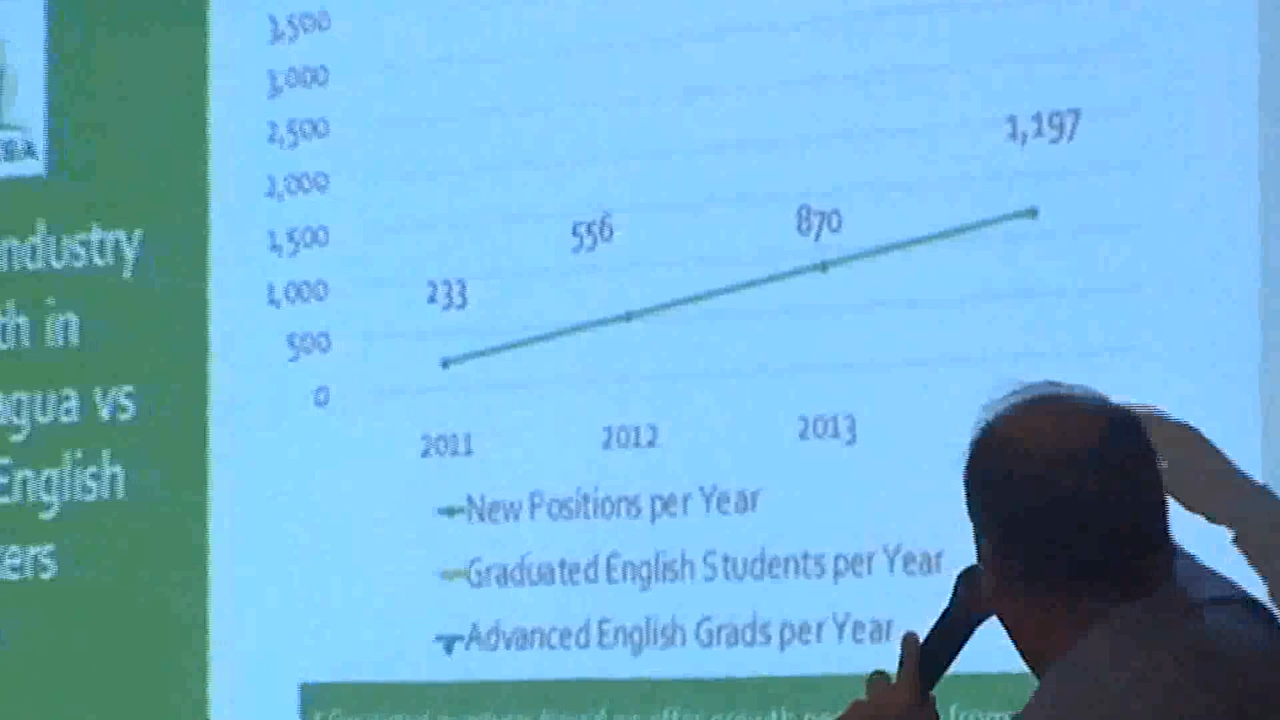 ndustry
th in
agua vs
English
ers
3,500
3,000
2,500
2,000
1,500
1,000
500
0
233
556
870
1,197
2011
2012
2013
New Positions per Year
Graduated English Students per Year
Advanced English Grads per Year